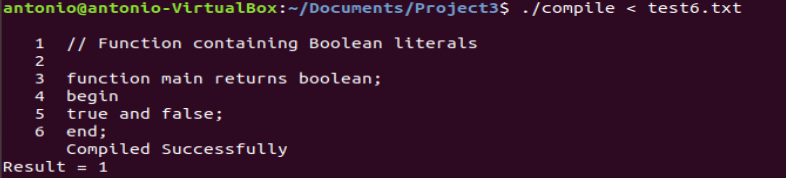 antonio@antonio-VirtualBox:~/Documents/Project3$ ./compile < test6.txt
1 // Function containing Boolean literals
2
3 function main returns boolean;
4 begin
5 true and false;
6 end;
Compiled Successfully
Result = 1